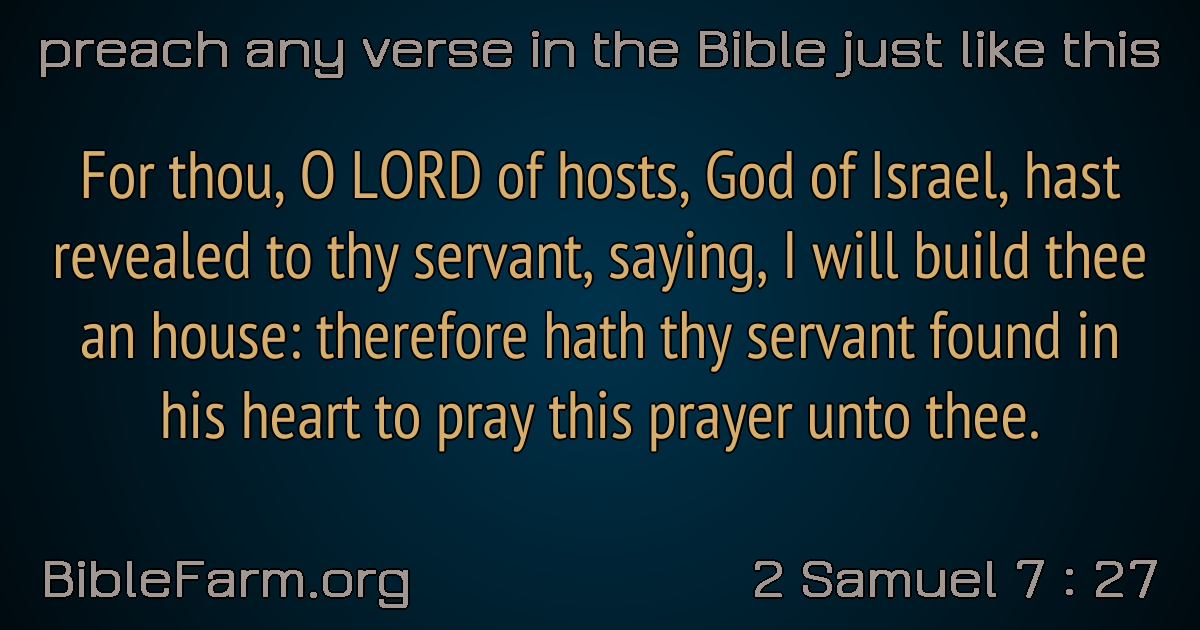 preach any verse in the Bible just like this
For thou, O LORD of hosts, God of Israel, hast
revealed to thy servant, saying, I will build thee
an house: therefore hath thy servant found in
his heart to pray this prayer unto thee.
BibleFarm.org
2 Samuel 7 : 27